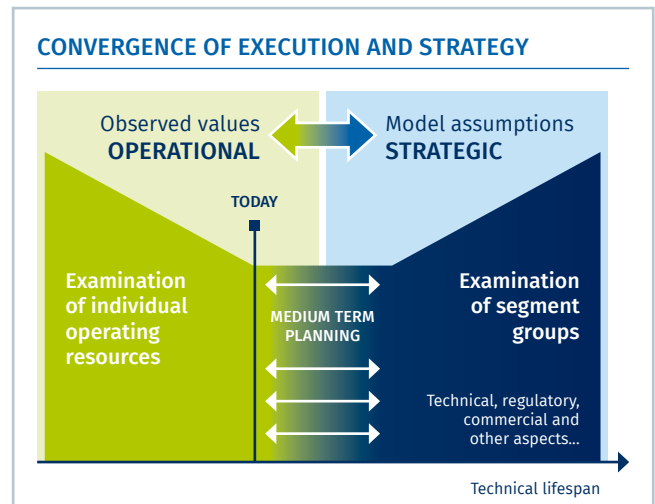 CONVERGENCE OF EXECUTION AND STRATEGY
Observed values
OPERATIONAL
Model assumptions
STRATEGIC
TODAY
Examination
of individual
operating
resources
MEDIUM TERM
PLANNING
Examination
of segment
groups
Technical, regulatory,
commercial and
other aspects...
Technical lifespan